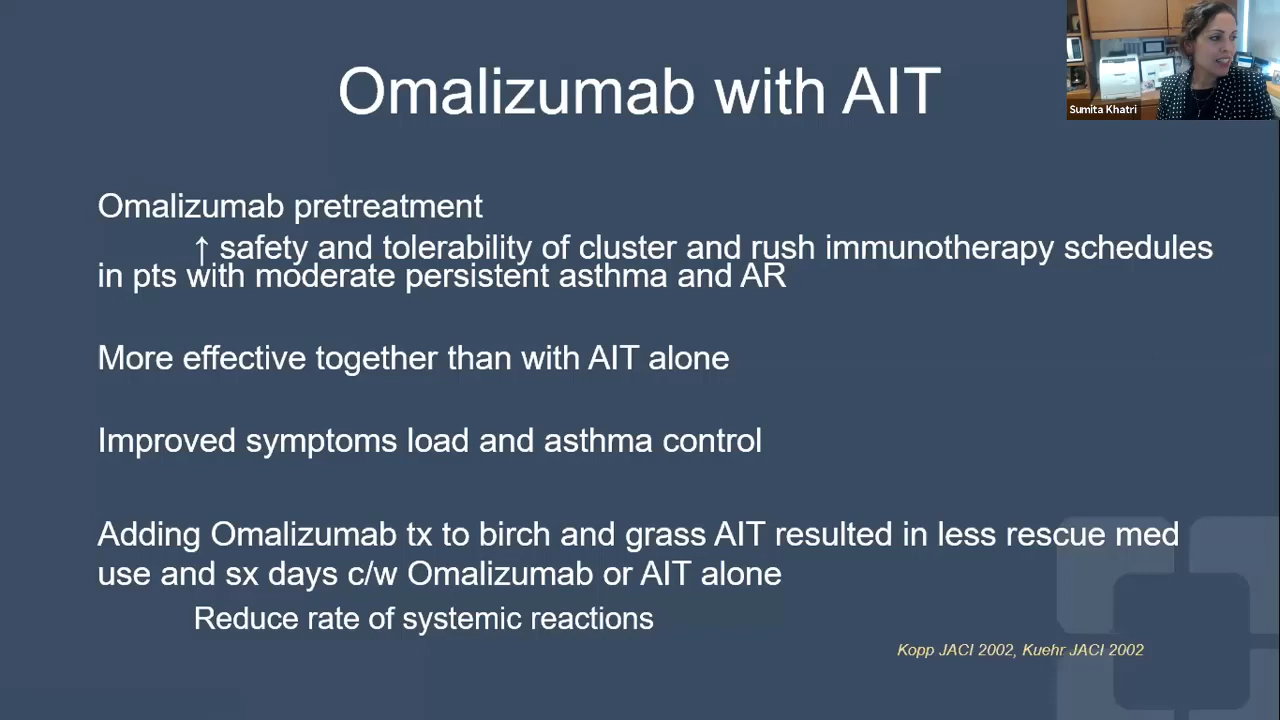 Omalizumab with AIT
Sumita Khatri
Omalizumab pretreatment
↑ safety and tolerability of cluster and rush immunotherapy schedules
in pts with moderate persistent asthma and AR
More effective together than with AIT alone
Improved symptoms load and asthma control
Adding Omalizumab tx to birch and grass AIT resulted in less rescue med
use and sx days c/w Omalizumab or AIT alone
Reduce rate of systemic reactions
Kopp JACI 2002, Kuehr JACI 2002